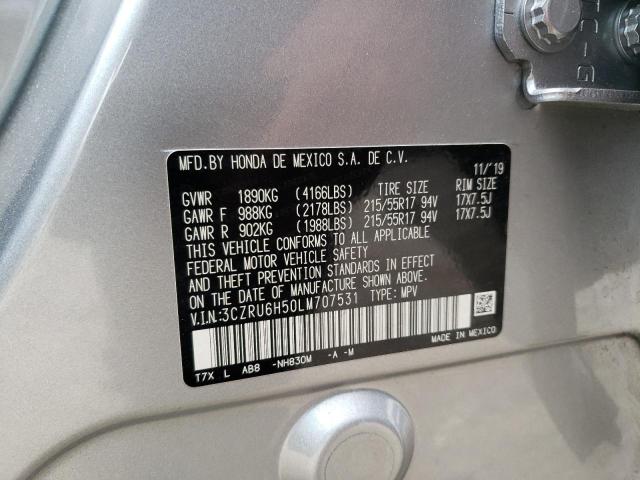 TC-G
MFD.BY HONDA DE MEXICO S.A. DE C.V.
11/'19
GVWR 1890KG (4166LBS) TIRE SIZE RIM SIZE
GAWR F 988KG (2178LBS) 215/55R17 94V 17X7.5J
GAWR R 902KG (1988LBS) 215/55R17 94V 17X7.5J
THIS VEHICLE CONFORMS TO ALL APPLICABLE
FEDERAL MOTOR VEHICLE SAFETY
AND THEFT PREVENTION STANDARDS IN EFFECT
ON THE DATE OF MANUFACTURE SHOWN ABOVE.
V.I.N.:3CZRU6H50LM707531 TYPE: MPV
T7X L AB8 -NH830M -A -M MADE IN MEXICO